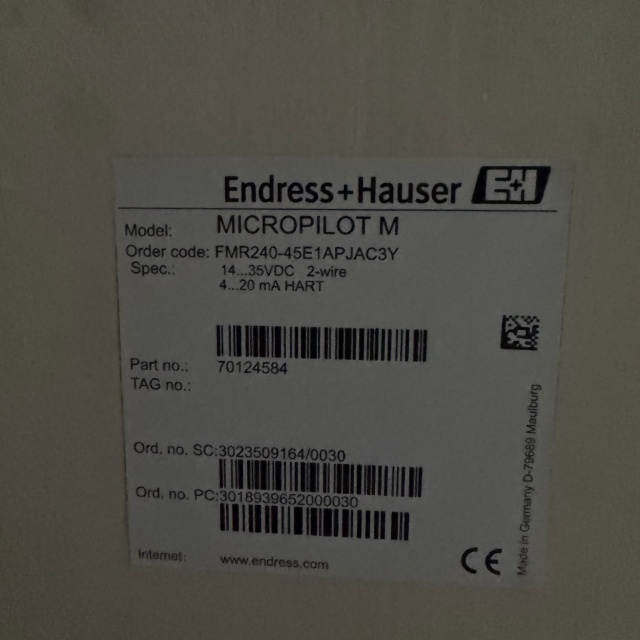 Endress+Hauser E+H
Model: MICROPILOT M
Order code: FMR240-45E1APJAC3Y
Spec.: 14...35VDC 2-wire
4...20 mA HART
Part no.: 70124584
TAG no.:
Ord. no. SC:3023509164/0030
Ord. no. PC:3018939652000030
Internet: www.endress.com
CE
Made in Germany D-79689 Maulburg